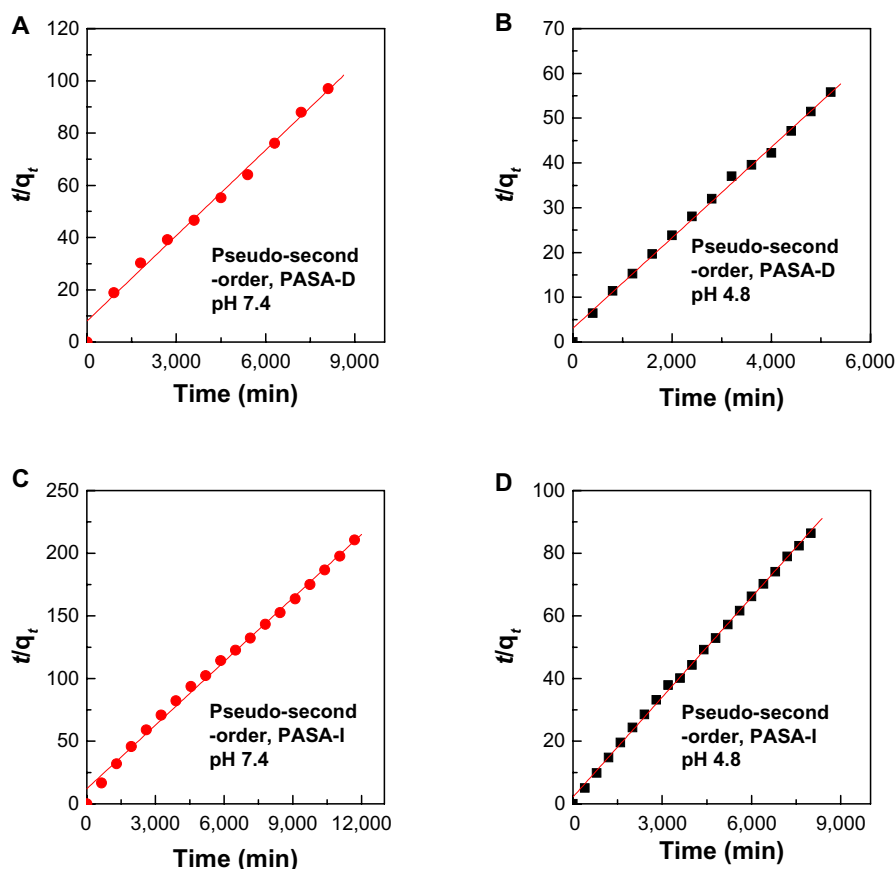 A
120
100
80
60
40
20
0
t/qt
Pseudo-second
-order, PASA-D
pH 7.4
0 3,000 6,000 9,000
Time (min)
B
70
60
50
40
30
20
10
0
t/qt
Pseudo-second
-order, PASA-D
pH 4.8
0 2,000 4,000 6,000
Time (min)
C
250
200
150
100
50
0
t/qt
Pseudo-second
-order, PASA-I
pH 7.4
0 3,000 6,000 9,000 12,000
Time (min)
D
100
80
60
40
20
0
t/qt
Pseudo-second
-order, PASA-I
pH 4.8
0 3,000 6,000 9,000
Time (min)